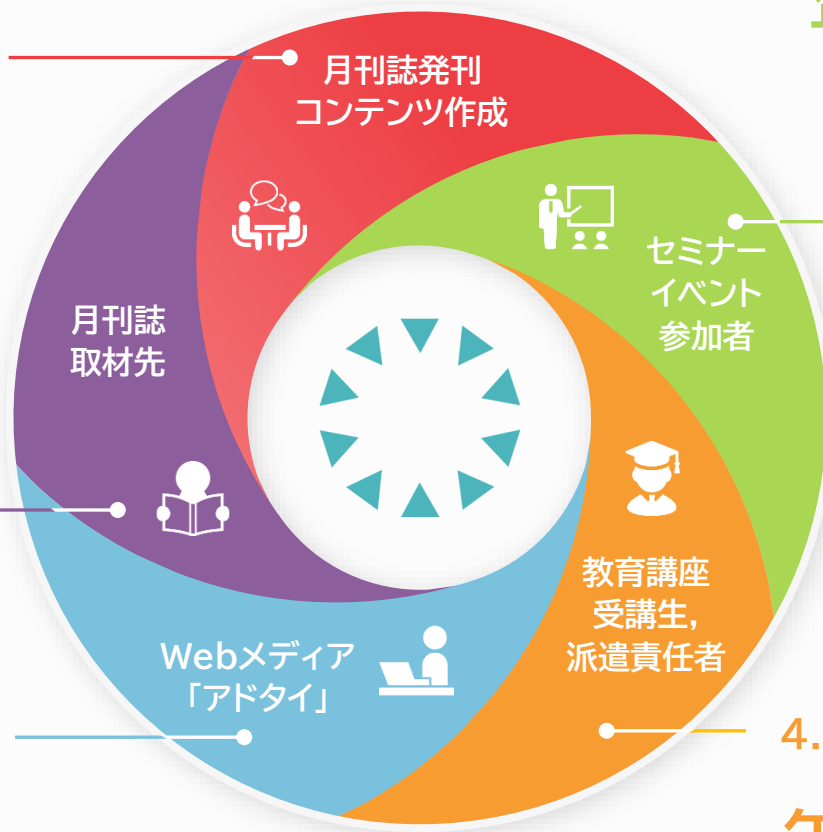 月刊誌発刊
コンテンツ作成
セミナー
イベント
参加者
月刊誌
取材先
教育講座
受講生,
派遣責任者
Webメディア
「アドタイ」
4.